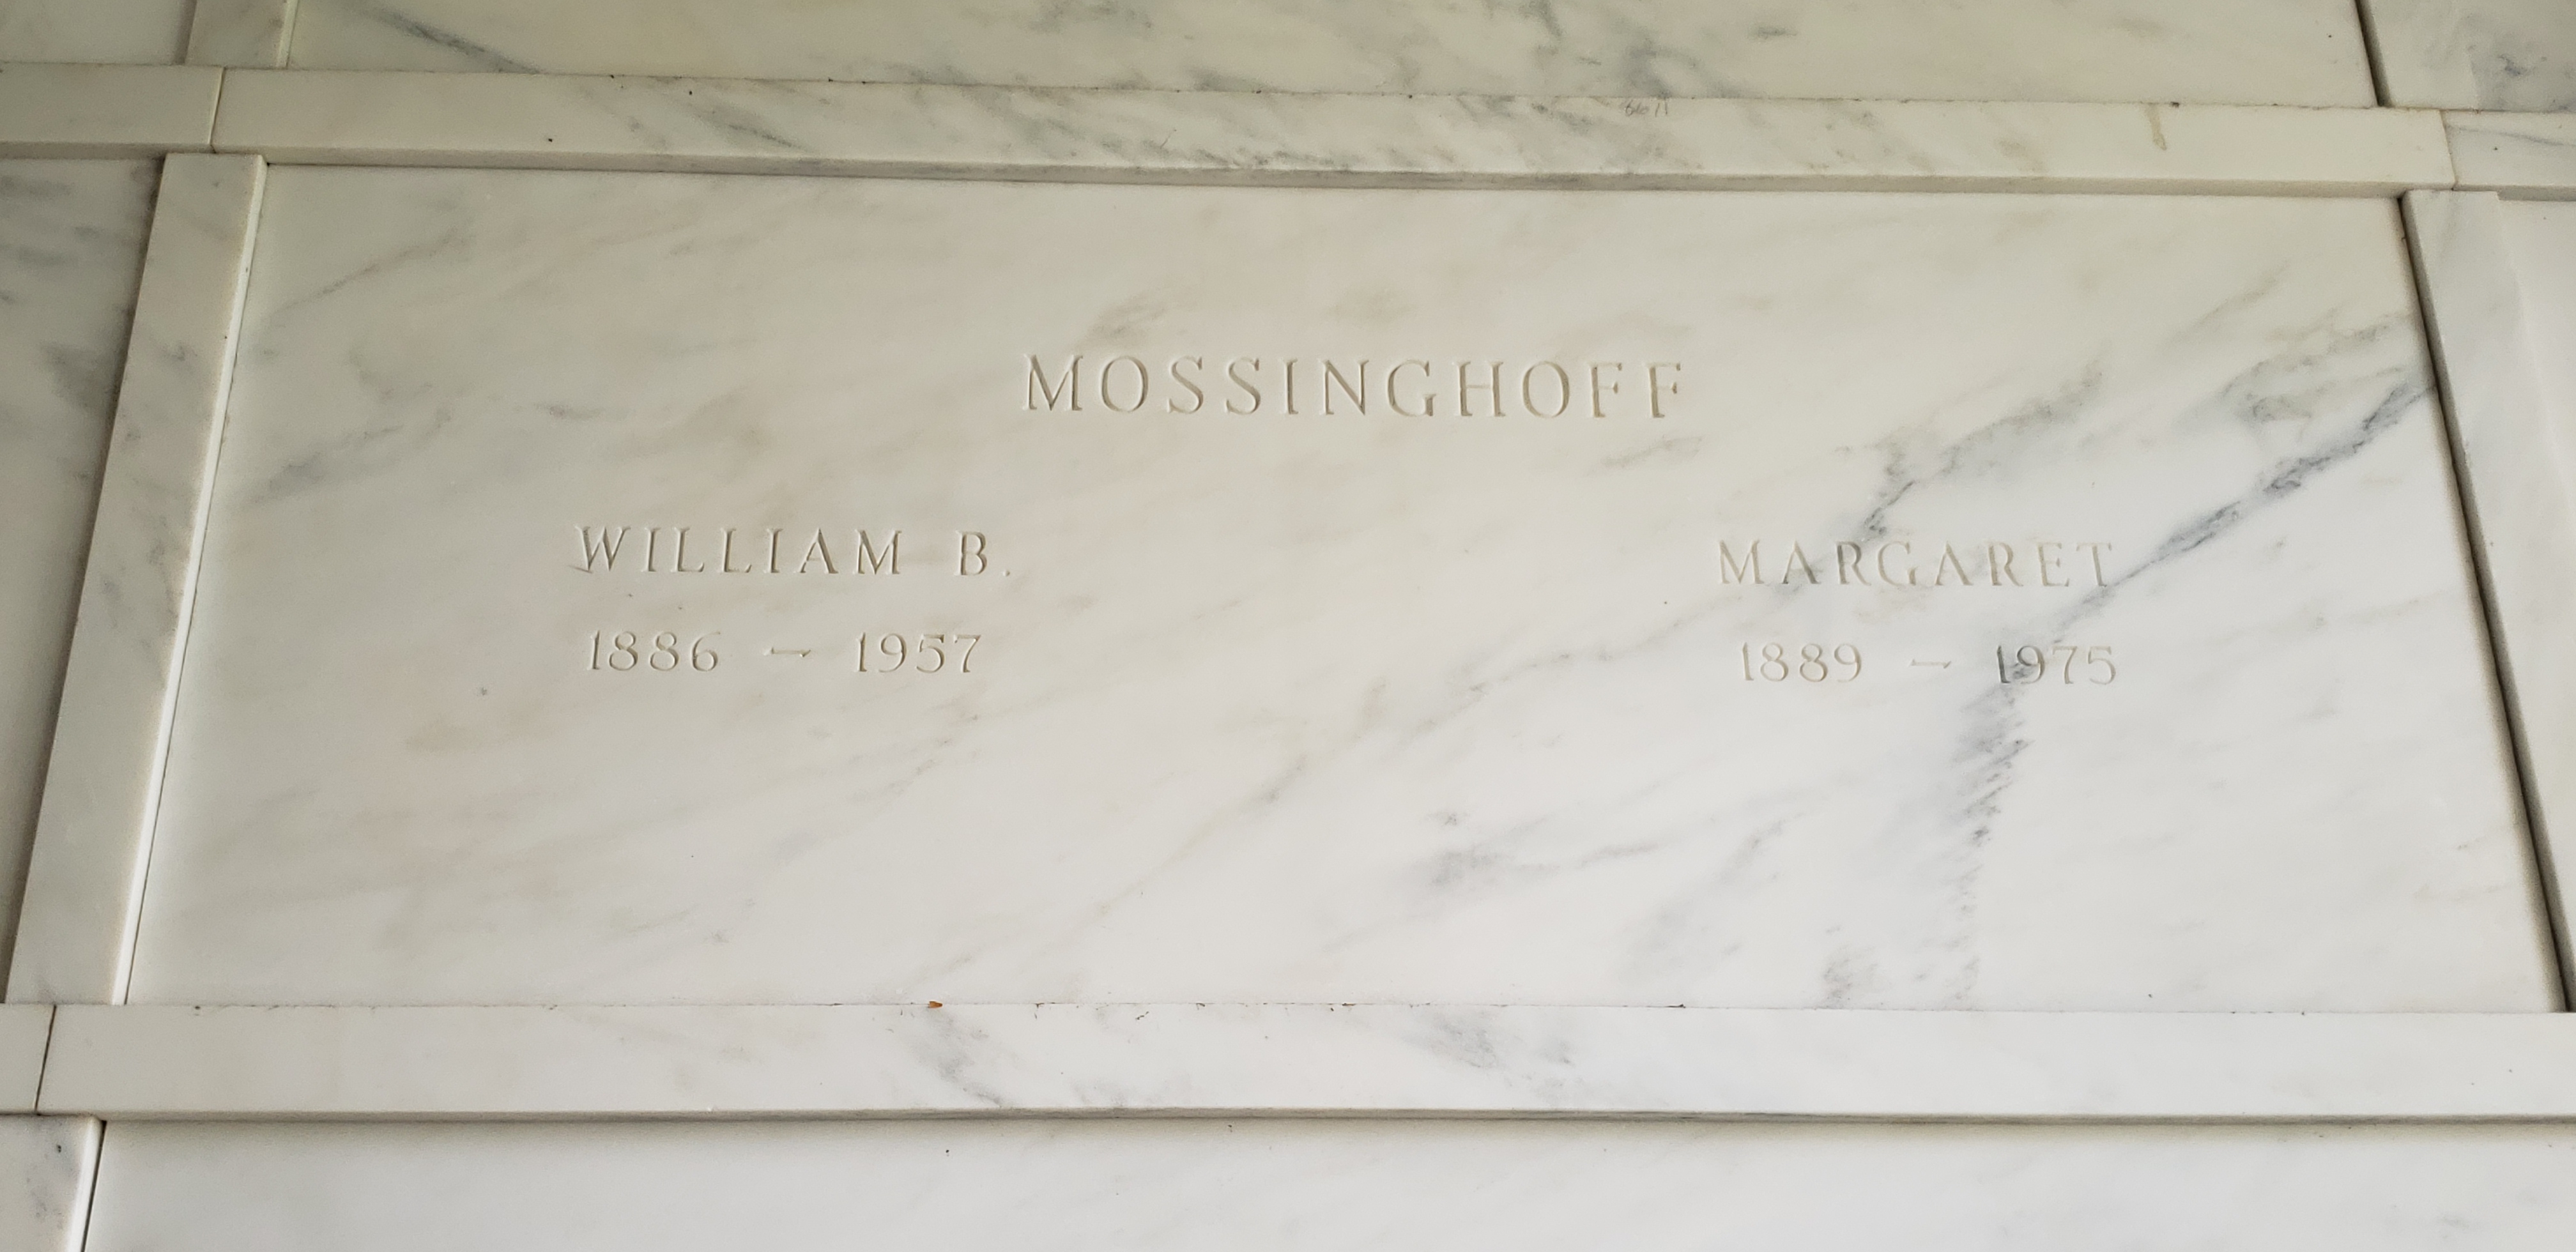 MOSSINGHOFF
WILLIAM B.
1886 – 1957
MARGARET
1889 – 1975